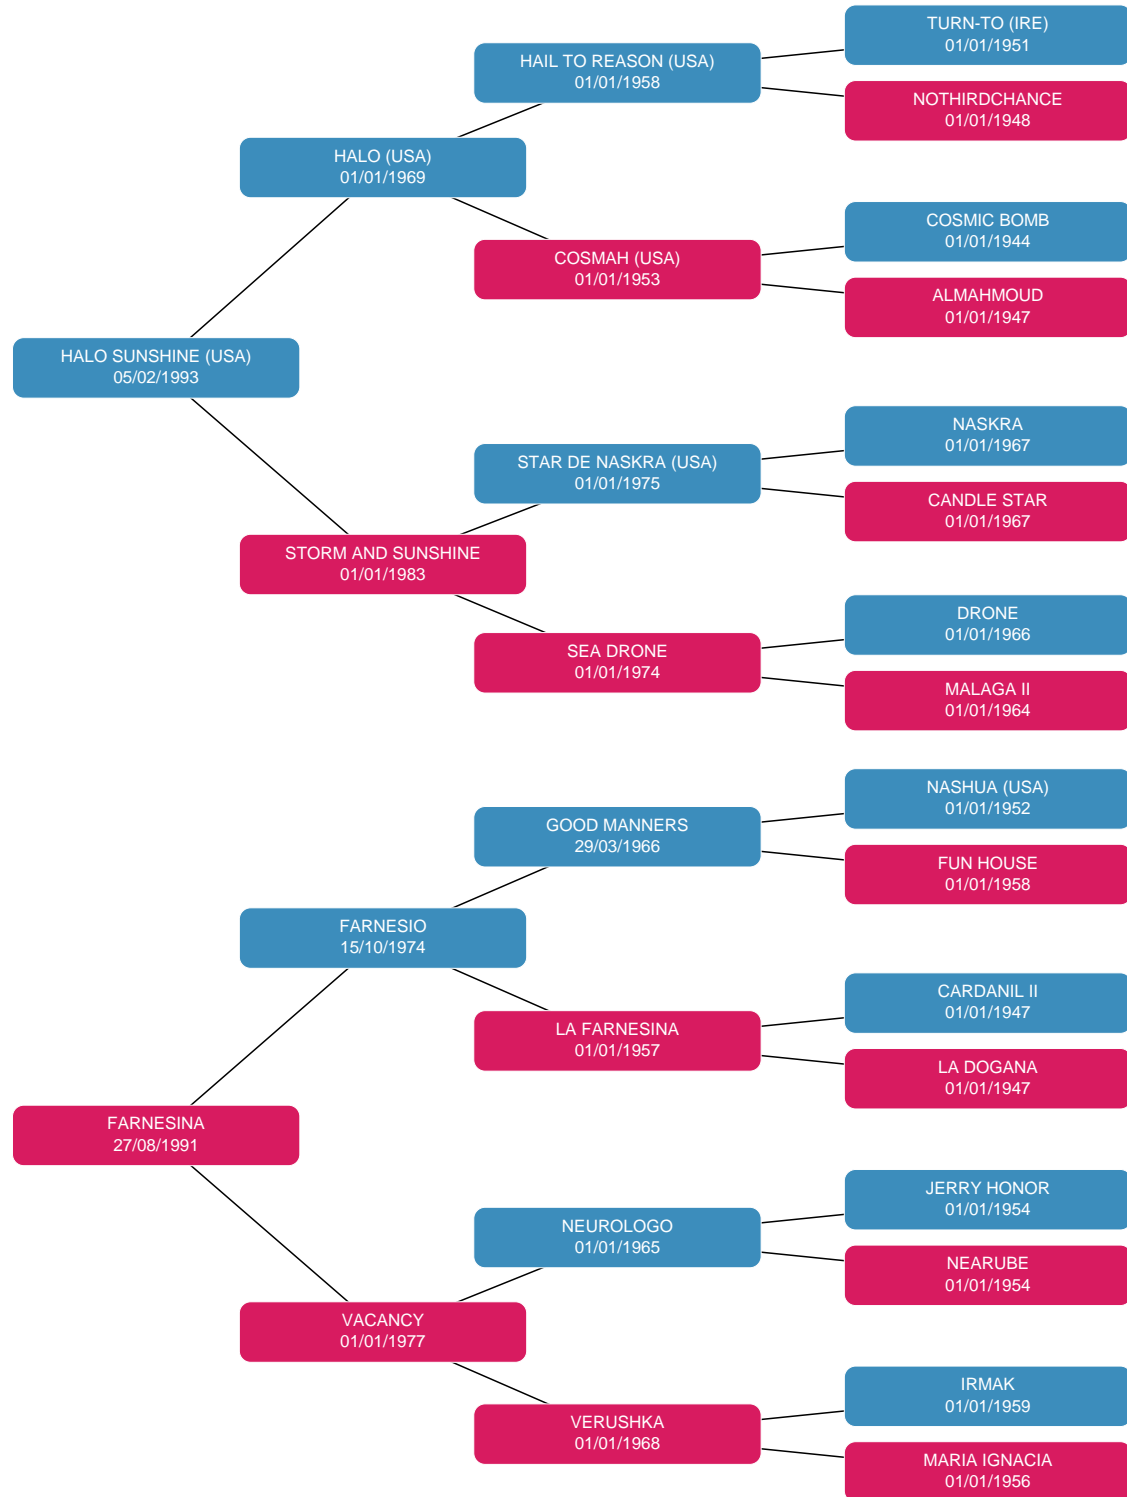 TURN-TO (IRE)
01/01/1951
HAIL TO REASON (USA)
01/01/1958
NOTHIRDCHANCE
01/01/1948
HALO (USA)
01/01/1969
COSMIC BOMB
01/01/1944
COSMAH (USA)
01/01/1953
ALMAHMOUD
01/01/1947
HALO SUNSHINE (USA)
05/02/1993
NASKRA
01/01/1967
STAR DE NASKRA (USA)
01/01/1975
CANDLE STAR
01/01/1967
STORM AND SUNSHINE
01/01/1983
DRONE
01/01/1966
SEA DRONE
01/01/1974
MALAGA II
01/01/1964
NASHUA (USA)
01/01/1952
GOOD MANNERS
29/03/1966
FUN HOUSE
01/01/1958
FARNESIO
15/10/1974
CARDANIL II
01/01/1947
LA FARNESINA
01/01/1957
LA DOGANA
01/01/1947
FARNESINA
27/08/1991
JERRY HONOR
01/01/1954
NEUROLOGO
01/01/1965
NEARUBE
01/01/1954
VACANCY
01/01/1977
IRMAK
01/01/1959
VERUSHKA
01/01/1968
MARIA IGNACIA
01/01/1956